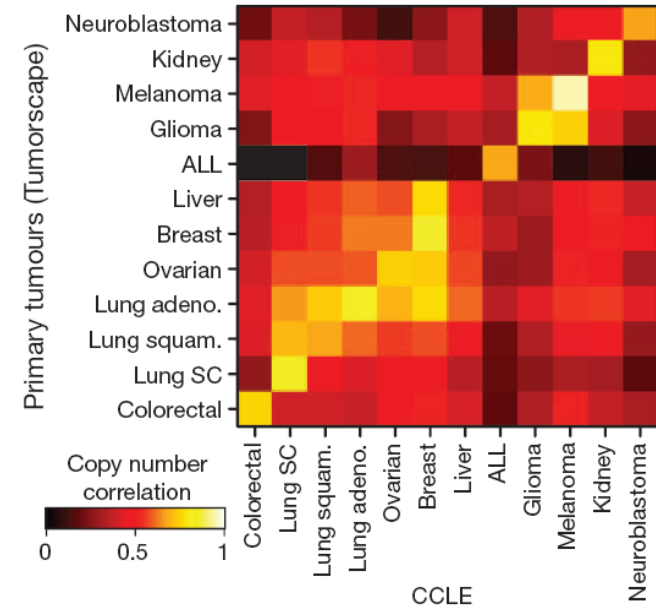 Primary tumours (Tumorscape)
Neuroblastoma
Kidney
Melanoma
Glioma
ALL
Liver
Breast
Ovarian
Lung adeno.
Lung squam.
Lung SC
Colorectal
Colorectal
Lung SC
Lung squam.
Lung adeno.
Ovarian
Breast
Liver
ALL
Glioma
Melanoma
Kidney
Neuroblastoma
CCLE
Copy number
correlation
0 0.5 1